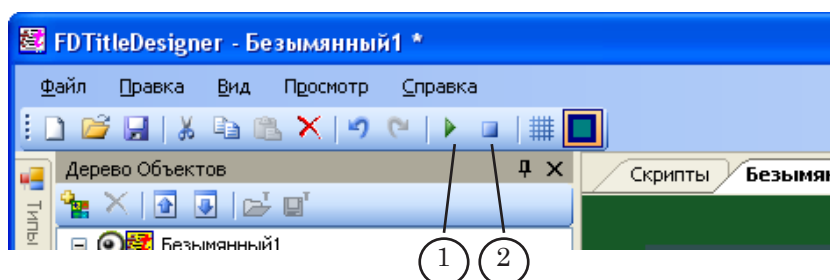 FDTitleDesigner - Безымянный1 *
Файл Правка Вид Просмотр Справка
Дерево Объектов
Скрипты Безымян
Типы
Безымянный1
1 2